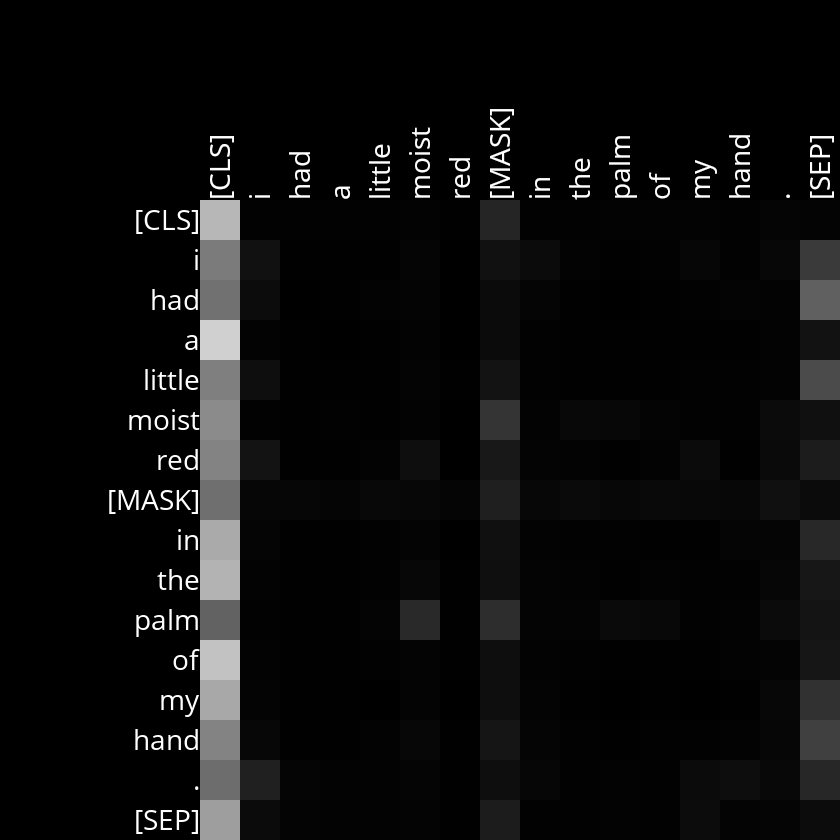 [CLS] i had a little moist red [MASK] in the palm of my hand . [SEP]
[CLS]
i
had
a
little
moist
red
[MASK]
in
the
palm
of
my
hand
.
[SEP]